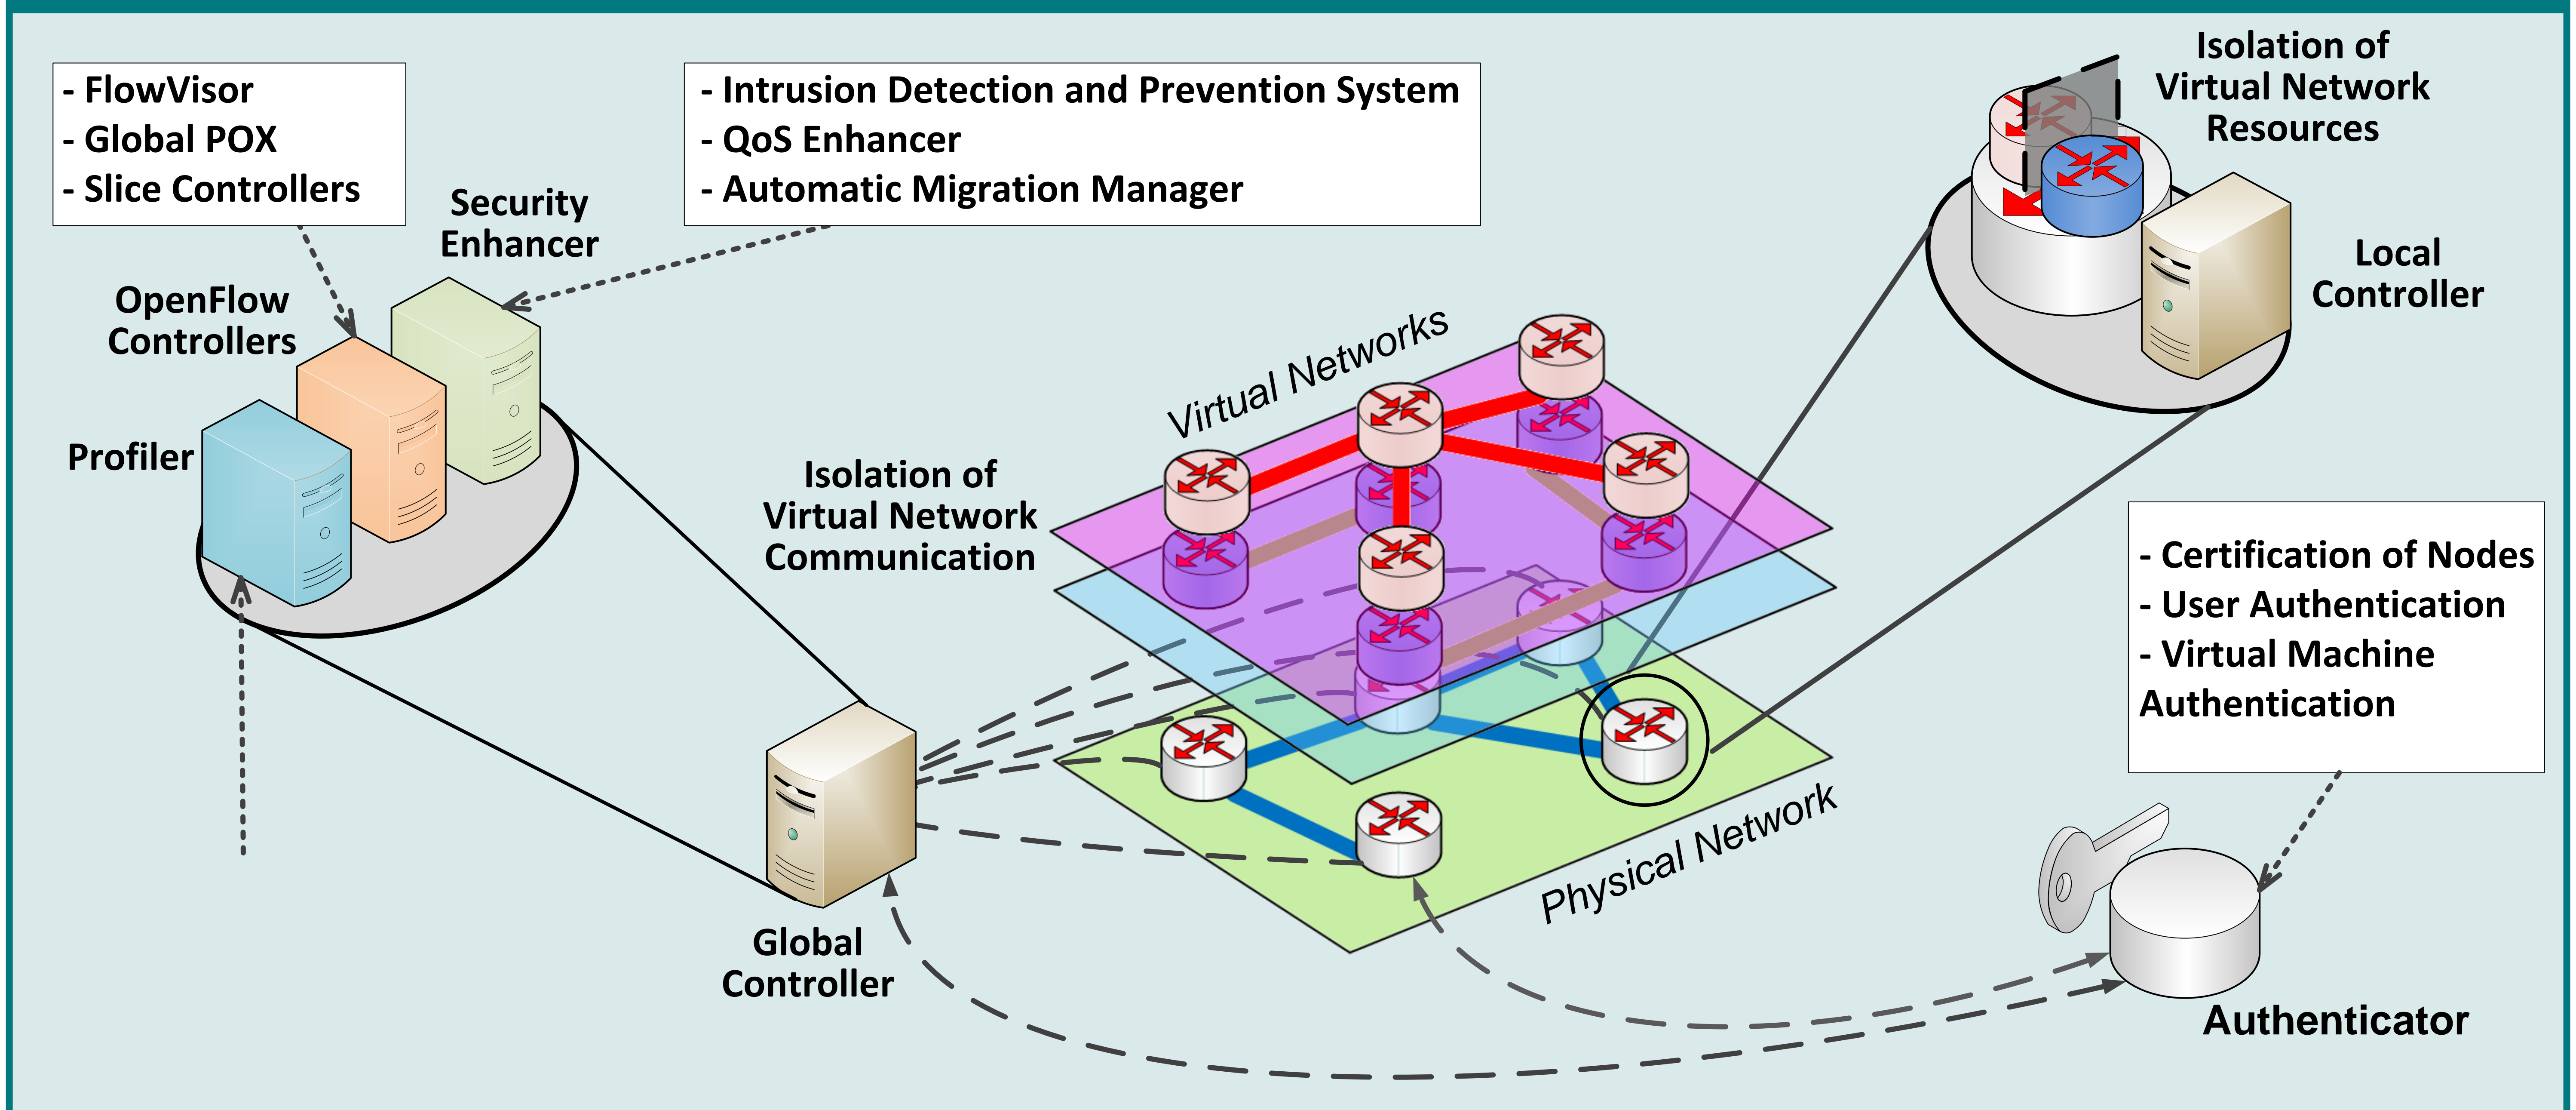 - FlowVisor
- Global POX
- Slice Controllers
- Intrusion Detection and Prevention System
- QoS Enhancer
- Automatic Migration Manager
Isolation of
Virtual Network
Resources
Security
Enhancer
OpenFlow
Controllers
Profiler
Local
Controller
Virtual Networks
Isolation of
Virtual Network
Communication
- Certification of Nodes
- User Authentication
- Virtual Machine
Authentication
Physical Network
Global
Controller
Authenticator